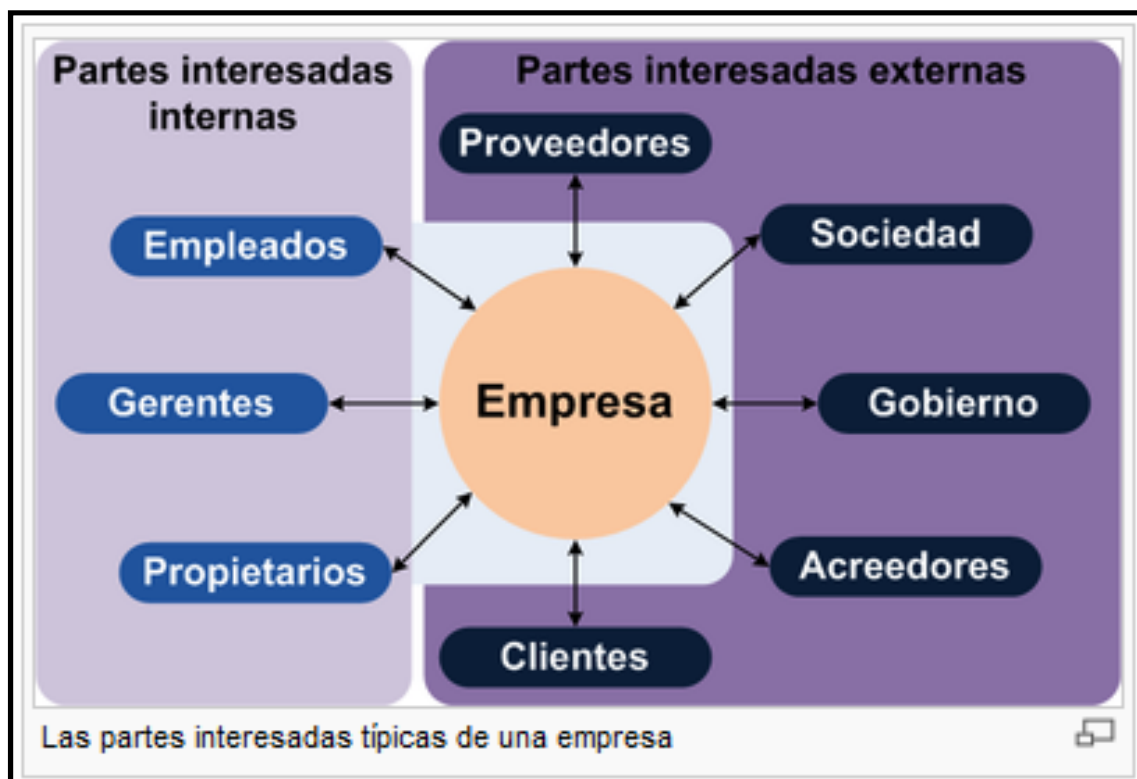 Partes interesadas
internas
Partes interesadas externas
Proveedores
Empleados
Sociedad
Gerentes
Empresa
Gobierno
Propietarios
Acreedores
Clientes
Las partes interesadas típicas de una empresa